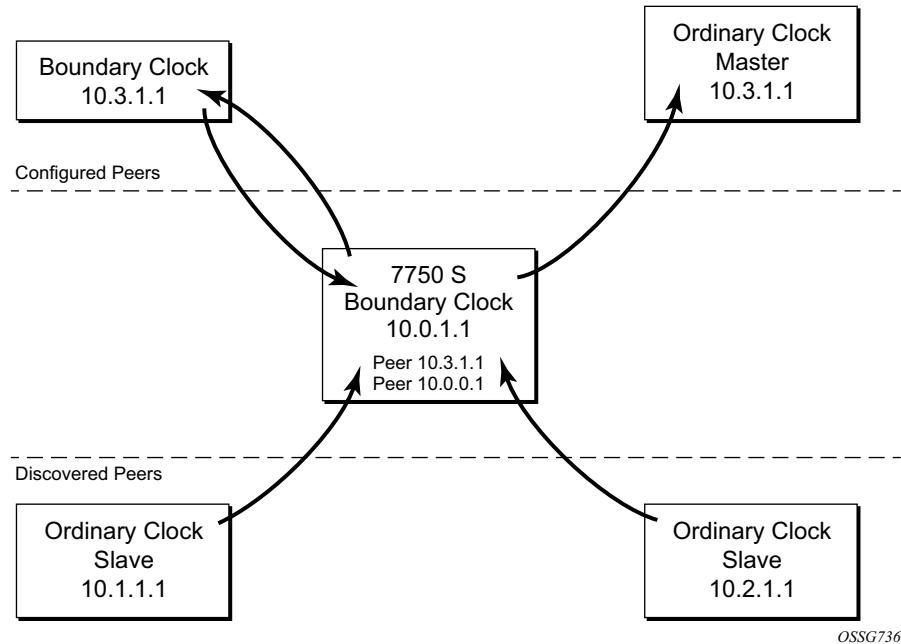 Boundary Clock
10.3.1.1
Ordinary Clock
Master
10.3.1.1
Configured Peers
7750 S
Boundary Clock
10.0.1.1
Peer 10.3.1.1
Peer 10.0.0.1
Discovered Peers
Ordinary Clock
Slave
10.1.1.1
Ordinary Clock
Slave
10.2.1.1
OSSG736